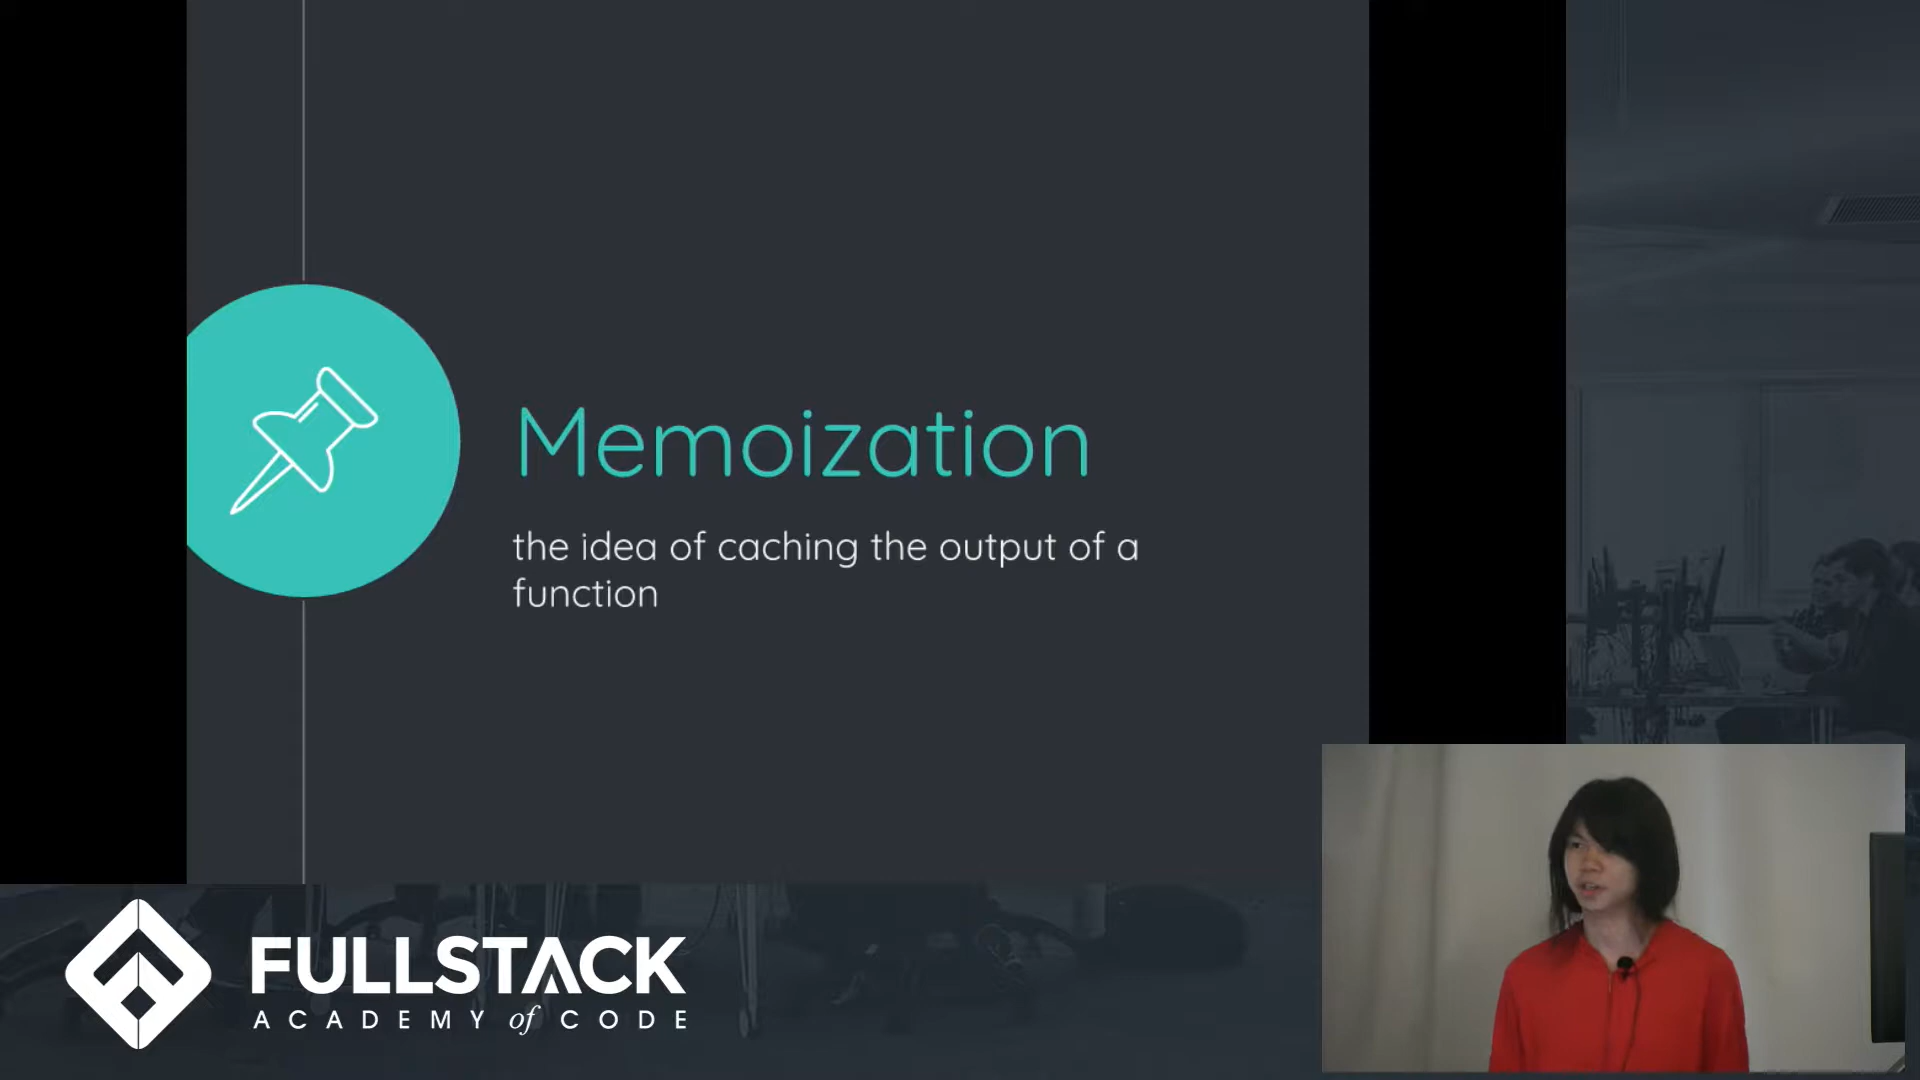 Memoization
the idea of caching the output of a
function
FULLSTACK
ACADEMY of CODE